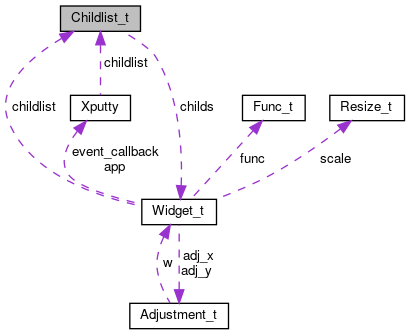 Childlist_t
childlist
childlist
Xputty
childs
Func_t
Resize_t
event_callback
app
func
scale
Widget_t
w
adj_x
adj_y
Adjustment_t